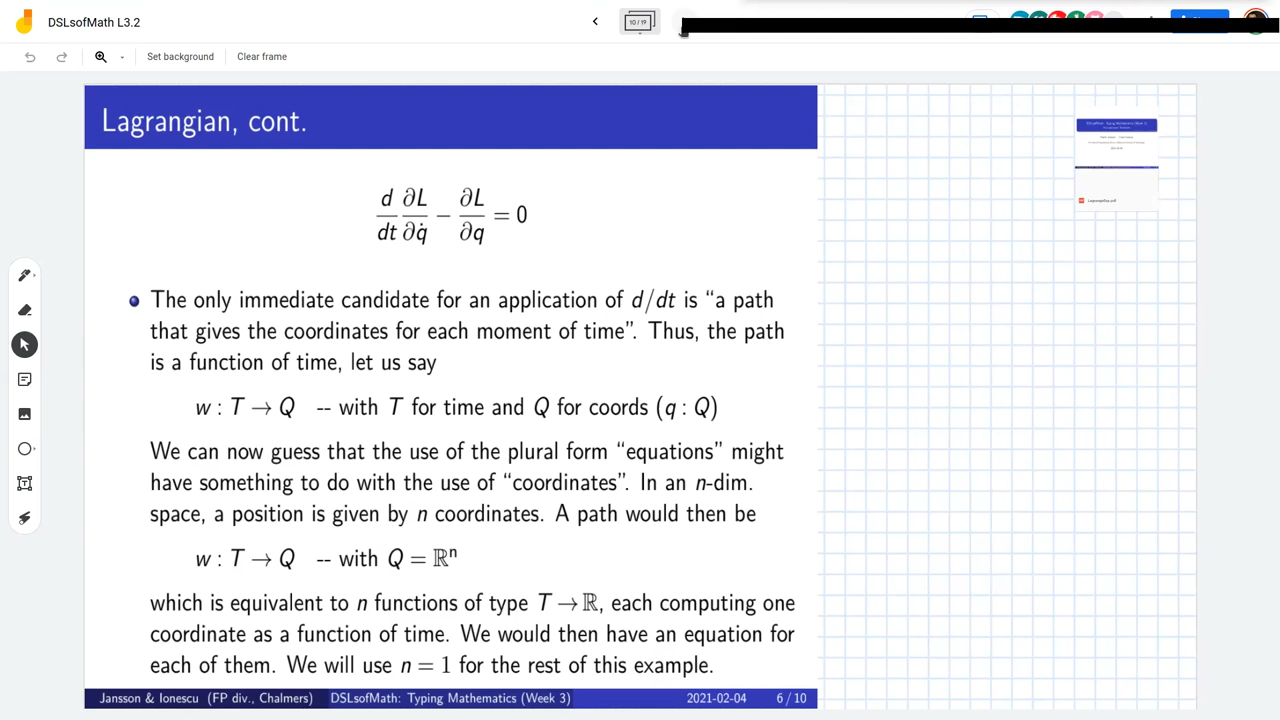 DSLsofMath L3.2
10 / 19
Set background
Clear frame
Lagrangian, cont.
d/dt ∂L/∂q̇ − ∂L/∂q = 0
The only immediate candidate for an application of d/dt is “a path
that gives the coordinates for each moment of time”. Thus, the path
is a function of time, let us say
w : T → Q -- with T for time and Q for coords (q : Q)
We can now guess that the use of the plural form “equations” might
have something to do with the use of “coordinates”. In an n-dim.
space, a position is given by n coordinates. A path would then be
w : T → Q -- with Q = ℝⁿ
which is equivalent to n functions of type T → ℝ, each computing one
coordinate as a function of time. We would then have an equation for
each of them. We will use n = 1 for the rest of this example.
Jansson & Ionescu (FP div., Chalmers) DSLsofMath: Typing Mathematics (Week 3) 2021-02-04 6 / 10